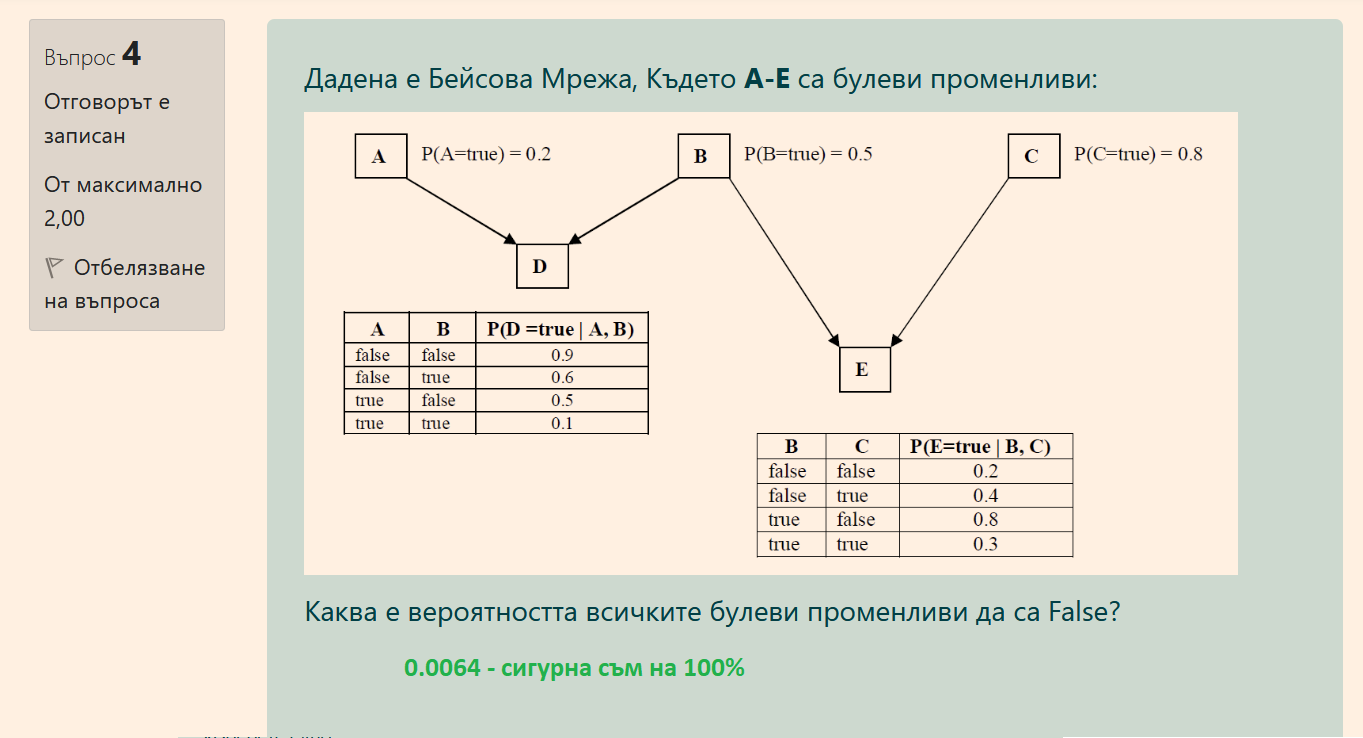 Въпрос 4
Отговорът е
записан
От максимално
2,00
Отбелязване
на въпроса
Дадена е Бейсова Мрежа, Където A-E са булеви променливи:
A P(A=true) = 0.2 B P(B=true) = 0.5 C P(C=true) = 0.8
D
A B P(D =true | A, B)
false false 0.9
false true 0.6
true false 0.5
true true 0.1
E
B C P(E=true | B, C)
false false 0.2
false true 0.4
true false 0.8
true true 0.3
Каква е вероятността всичките булеви променливи да са False?
0.0064 - сигурна съм на 100%